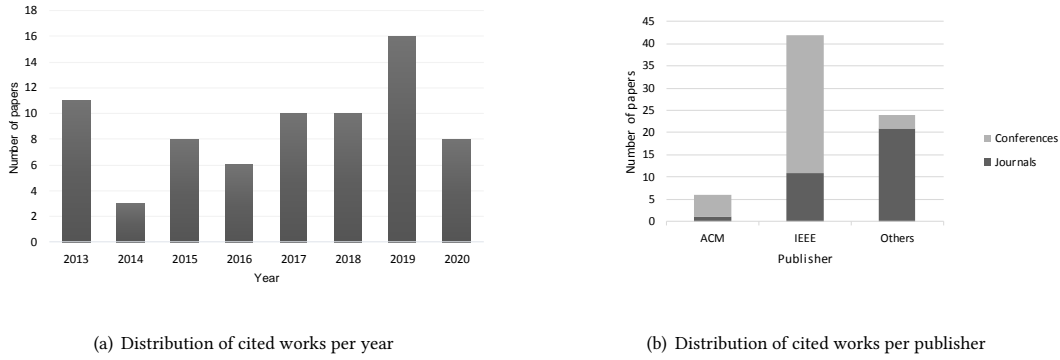 18
16
14
12
10
8
6
4
2
0
Number of papers
2013 2014 2015 2016 2017 2018 2019 2020
Year
(a) Distribution of cited works per year
45
40
35
30
25
20
15
10
5
0
Number of papers
ACM IEEE Others
Publisher
Conferences
Journals
(b) Distribution of cited works per publisher